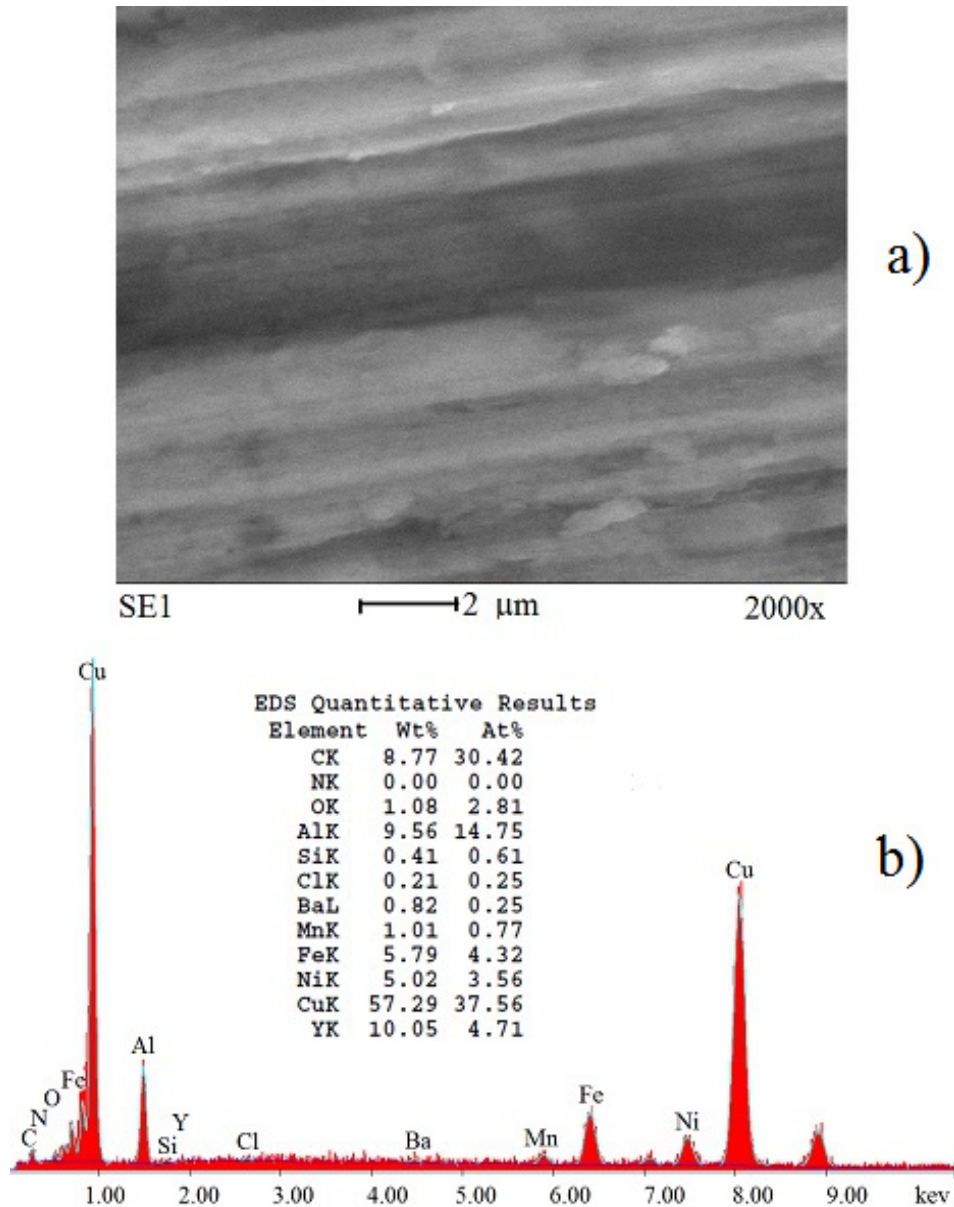 a)
SE1 2 μm 2000x
Cu
EDS Quantitative Results
Element Wt% At%
CK 8.77 30.42
NK 0.00 0.00
OK 1.08 2.81
AlK 9.56 14.75
SiK 0.41 0.61
ClK 0.21 0.25
BaL 0.82 0.25
MnK 1.01 0.77
FeK 5.79 4.32
NiK 5.02 3.56
CuK 57.29 37.56
YK 10.05 4.71
b)
Cu
Al
Fe
O
N
C
Y
Si
Cl
Ba
Mn
Fe
Ni
1.00 2.00 3.00 4.00 5.00 6.00 7.00 8.00 9.00 kev